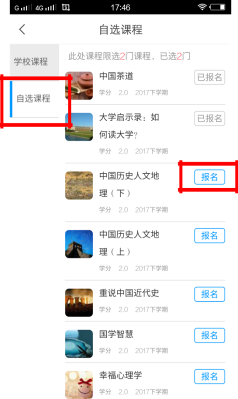 Gııl 4Gııl 17:46
自选课程
学校课程
自选课程
此处课程限选2门课程，已选2门
中国茶道
已报名
学分 2.0 2017下学期
大学启示录：如
何读大学?
已报名
学分 2.0 2017下学期
中国历史人文地
理（下）
报名
学分 2.0 2017下学期
中国历史人文地
理（上）
报名
学分 2.0 2017下学期
重说中国近代史
报名
学分 2.0 2017下学期
国学智慧
报名
学分 2.0 2017下学期
幸福心理学
报名
学分 2.0 2017下学期